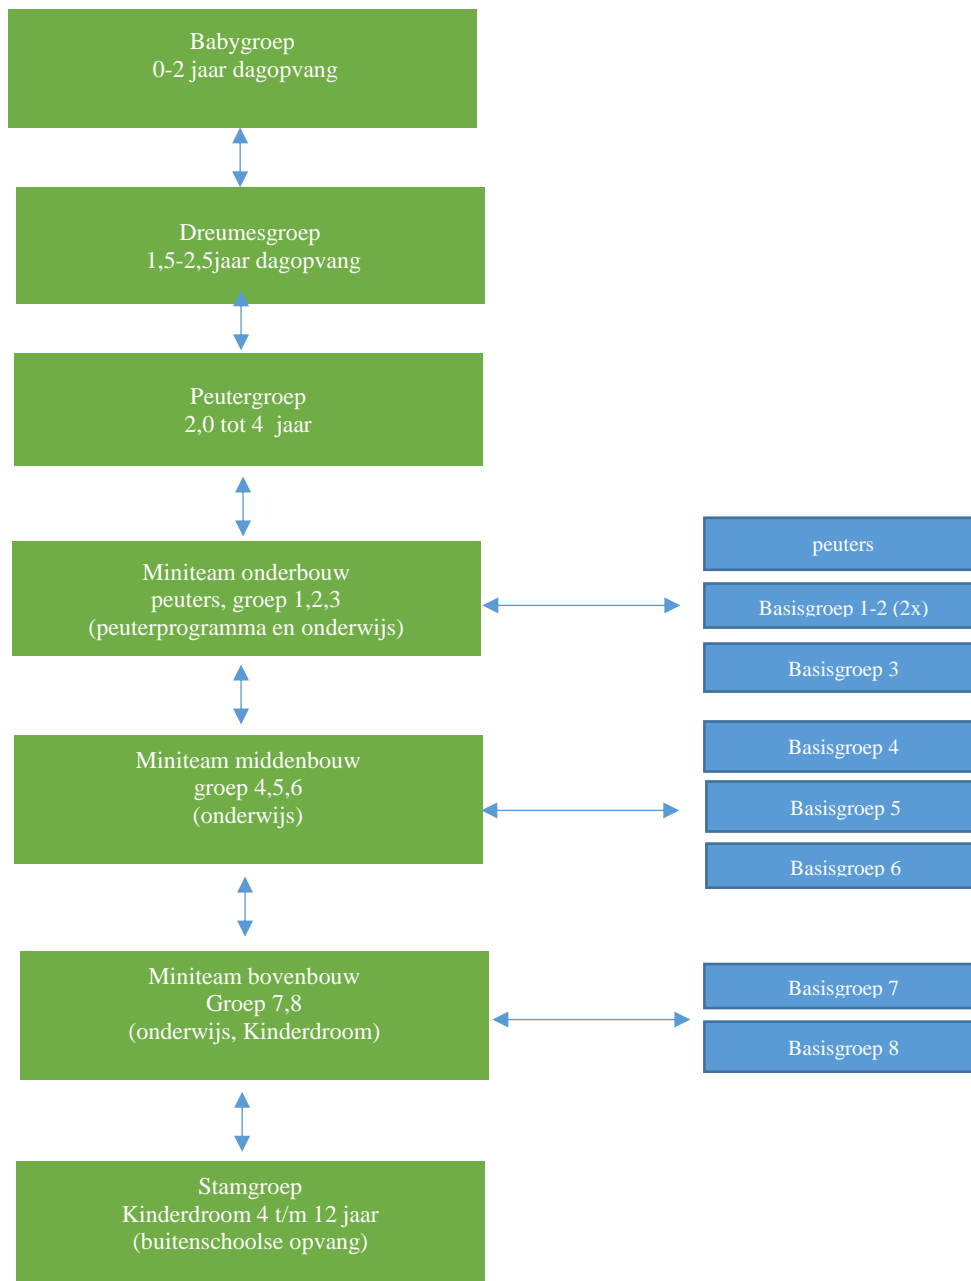 Babygroep
0-2 jaar dagopvang
Dreumesgroep
1,5-2,5jaar dagopvang
Peutergroep
2,0 tot 4  jaar
Miniteam onderbouw
peuters, groep 1,2,3
(peuterprogramma en onderwijs)
peuters
Basisgroep 1-2 (2x)
Basisgroep 3
Miniteam middenbouw
groep 4,5,6
(onderwijs)
Basisgroep 4
Basisgroep 5
Basisgroep 6
Miniteam bovenbouw
Groep 7,8
(onderwijs, Kinderdroom)
Basisgroep 7
Basisgroep 8
Stamgroep
Kinderdroom 4 t/m 12 jaar
(buitenschoolse opvang)